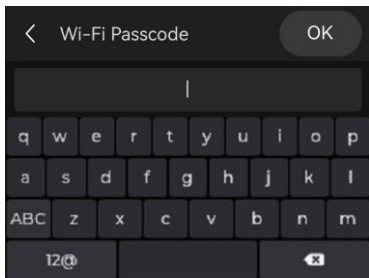 Wi-Fi Passcode OK
q w e r t y u i o p
a s d f g h j k l
ABC z x c v b n m
12@